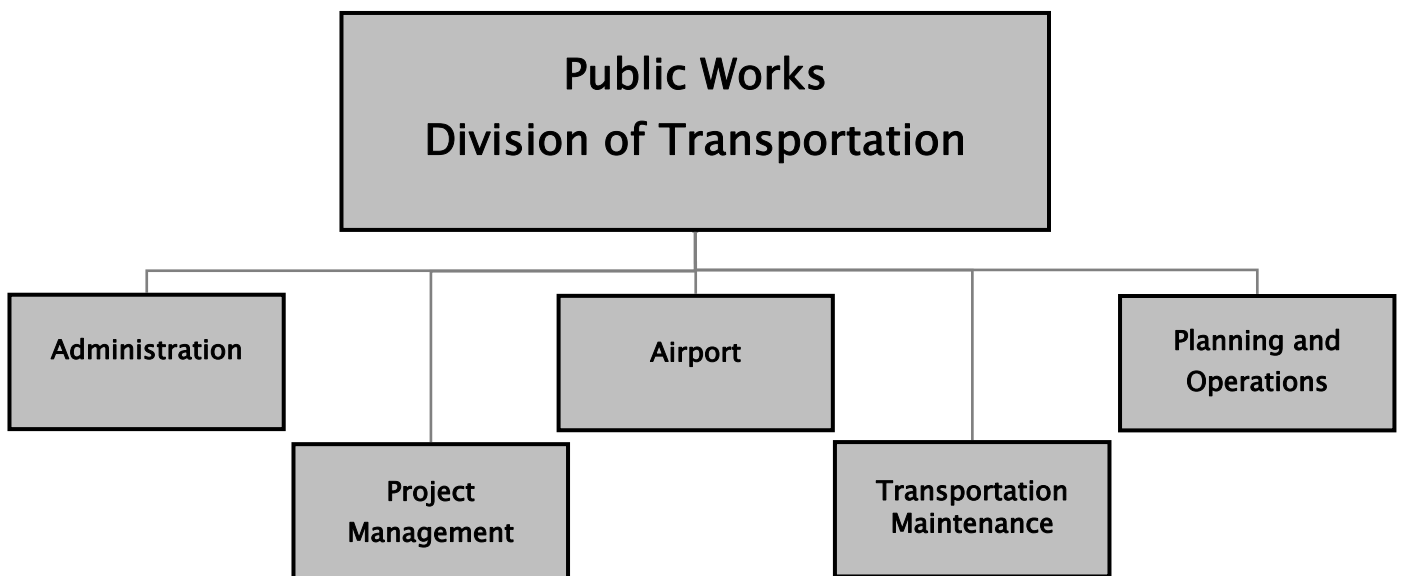 Public Works
Division of Transportation
Administration
Airport
Planning and
Operations
Project
Management
Transportation
Maintenance